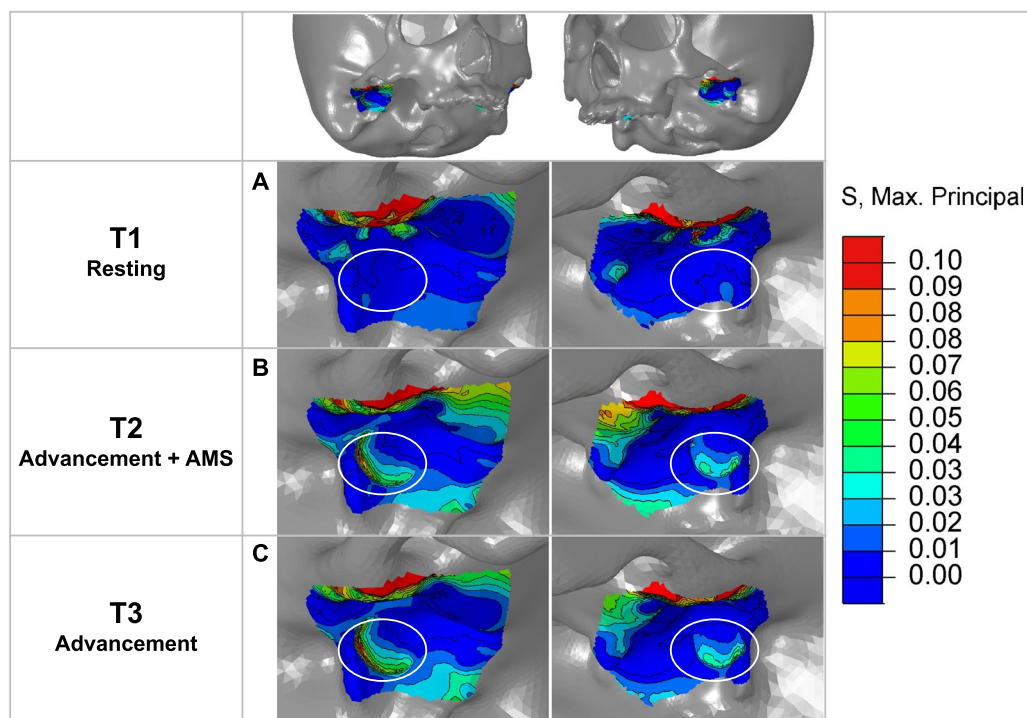 A
T1
Resting
B
T2
Advancement + AMS
C
T3
Advancement
S, Max. Principal
0.10
0.09
0.08
0.08
0.07
0.06
0.05
0.04
0.03
0.03
0.02
0.01
0.00